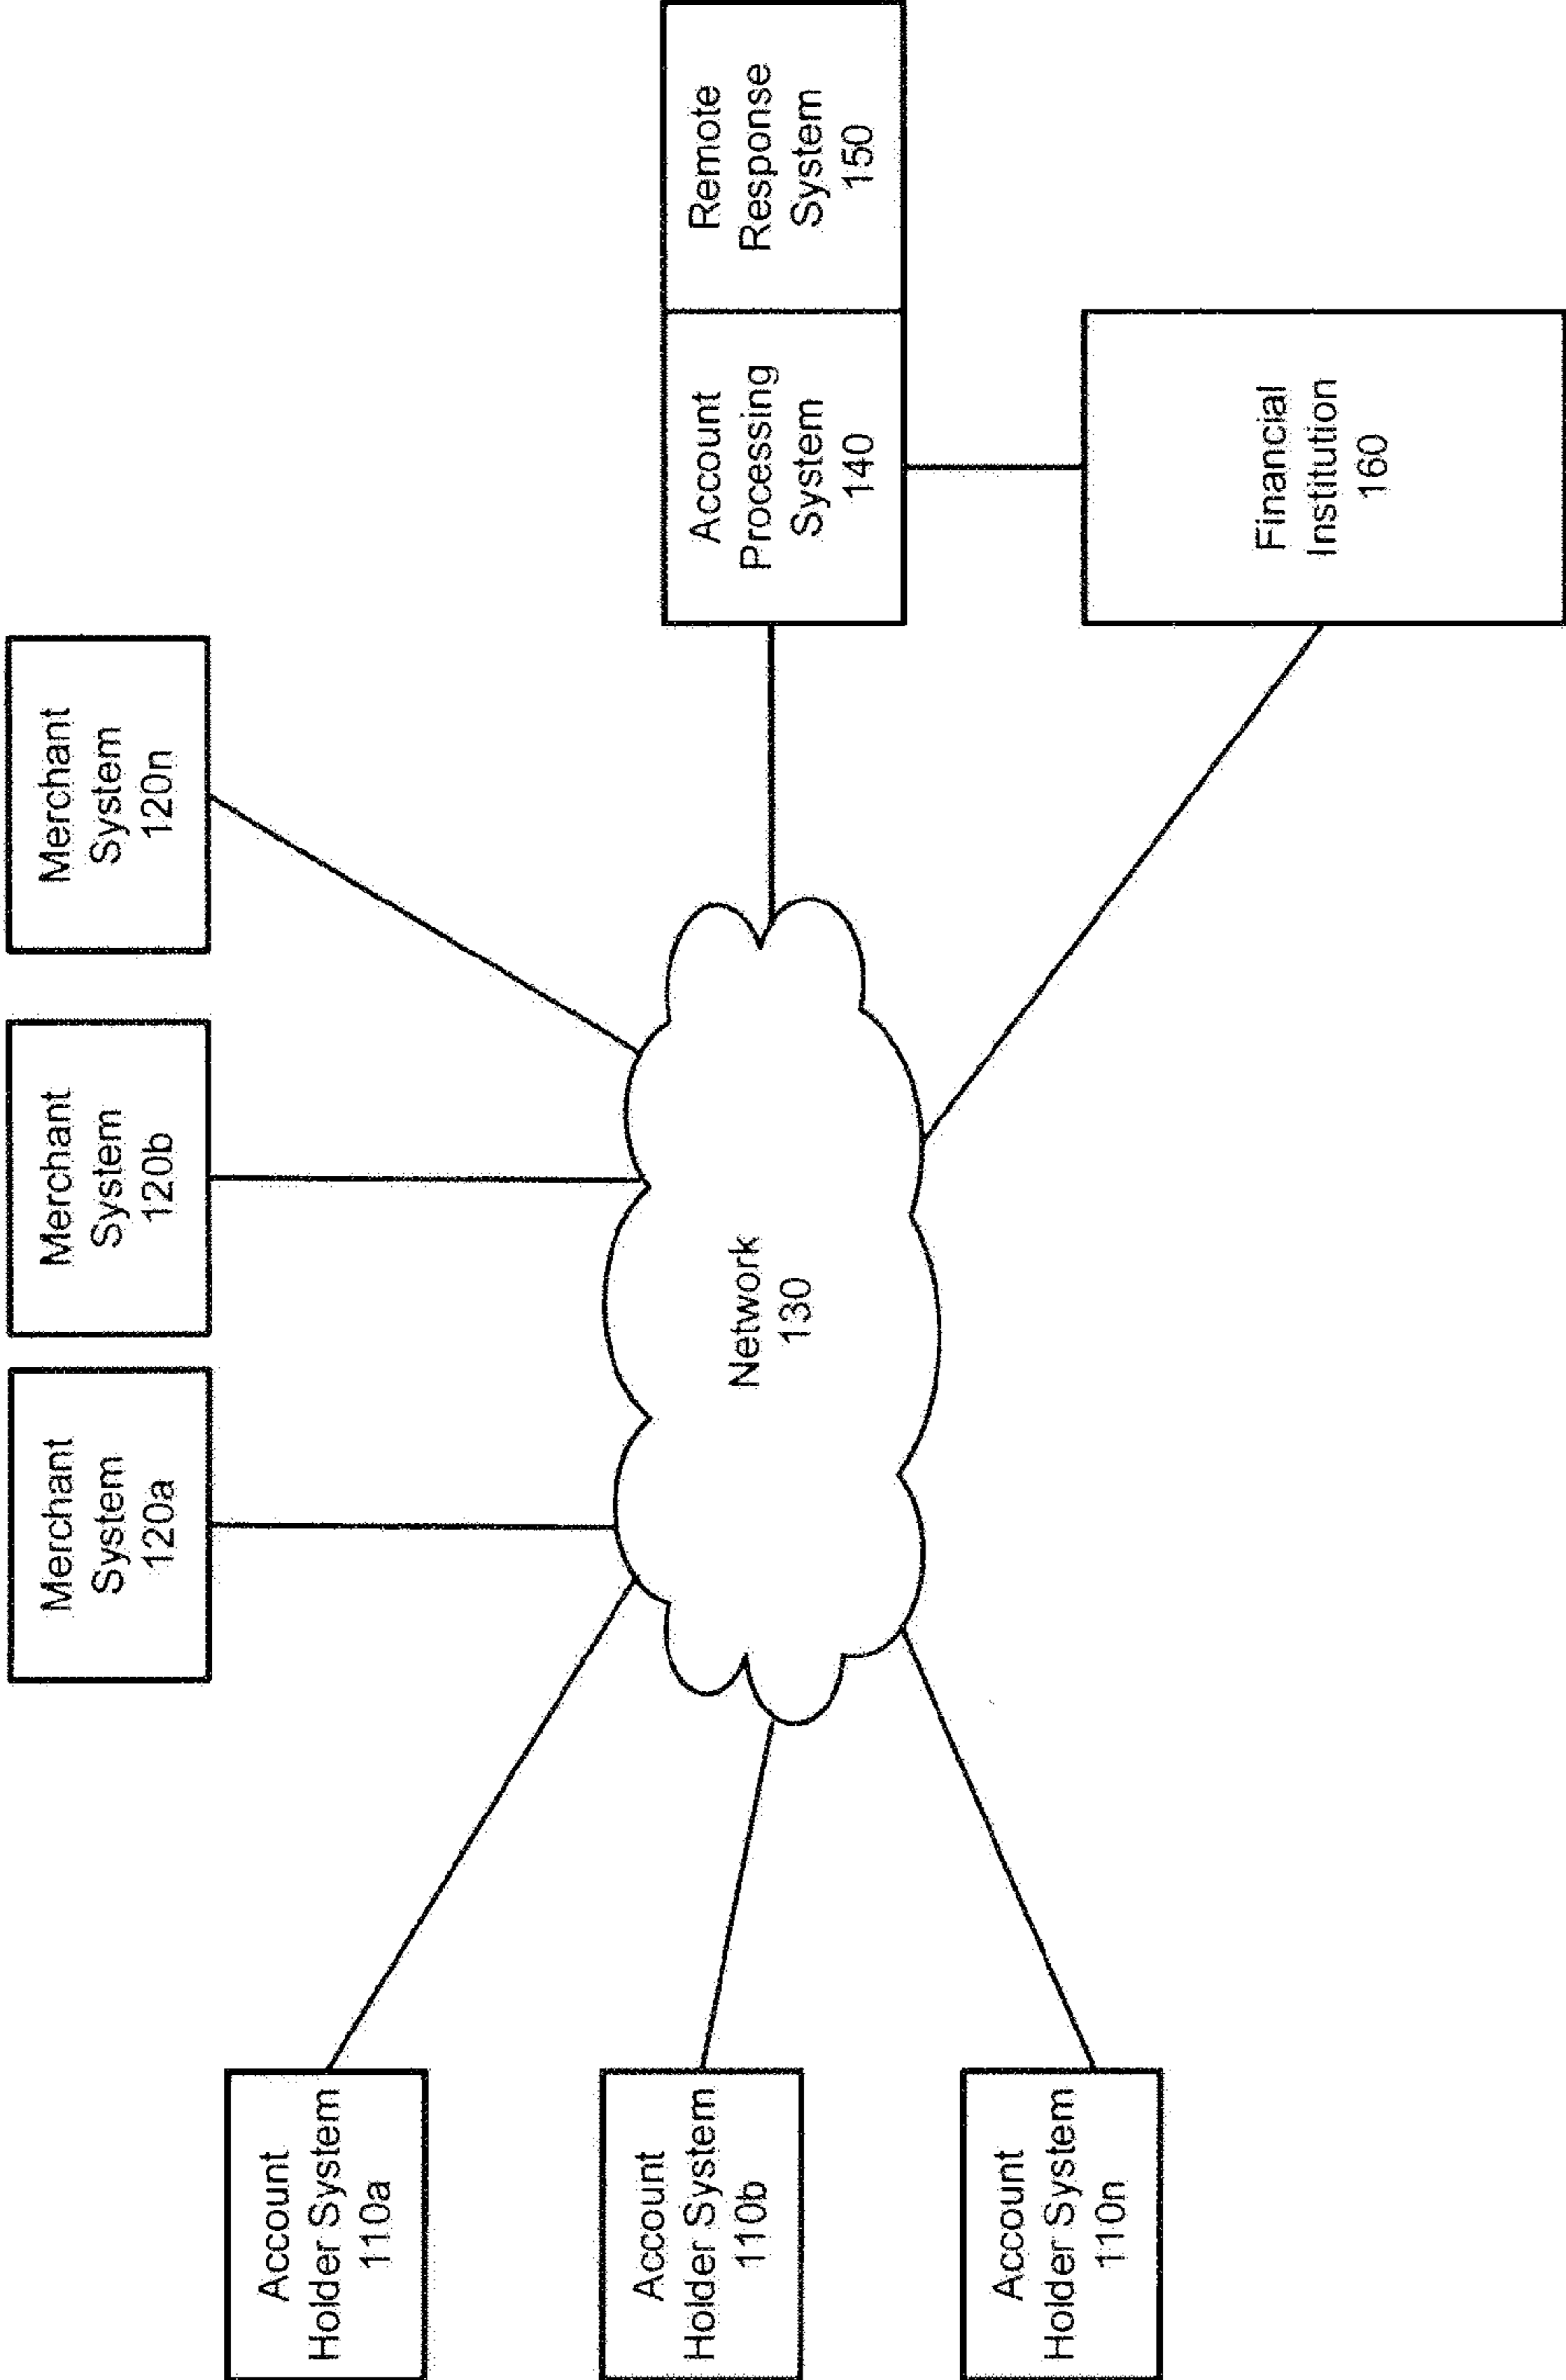 Merchant
System
120a
Merchant
System
120b
Merchant
System
120n
Account
Holder System
110a
Account
Holder System
110b
Account
Holder System
110n
Network
130
Account
Processing
System
140
Remote
Response
System
150
Financial
Institution
160